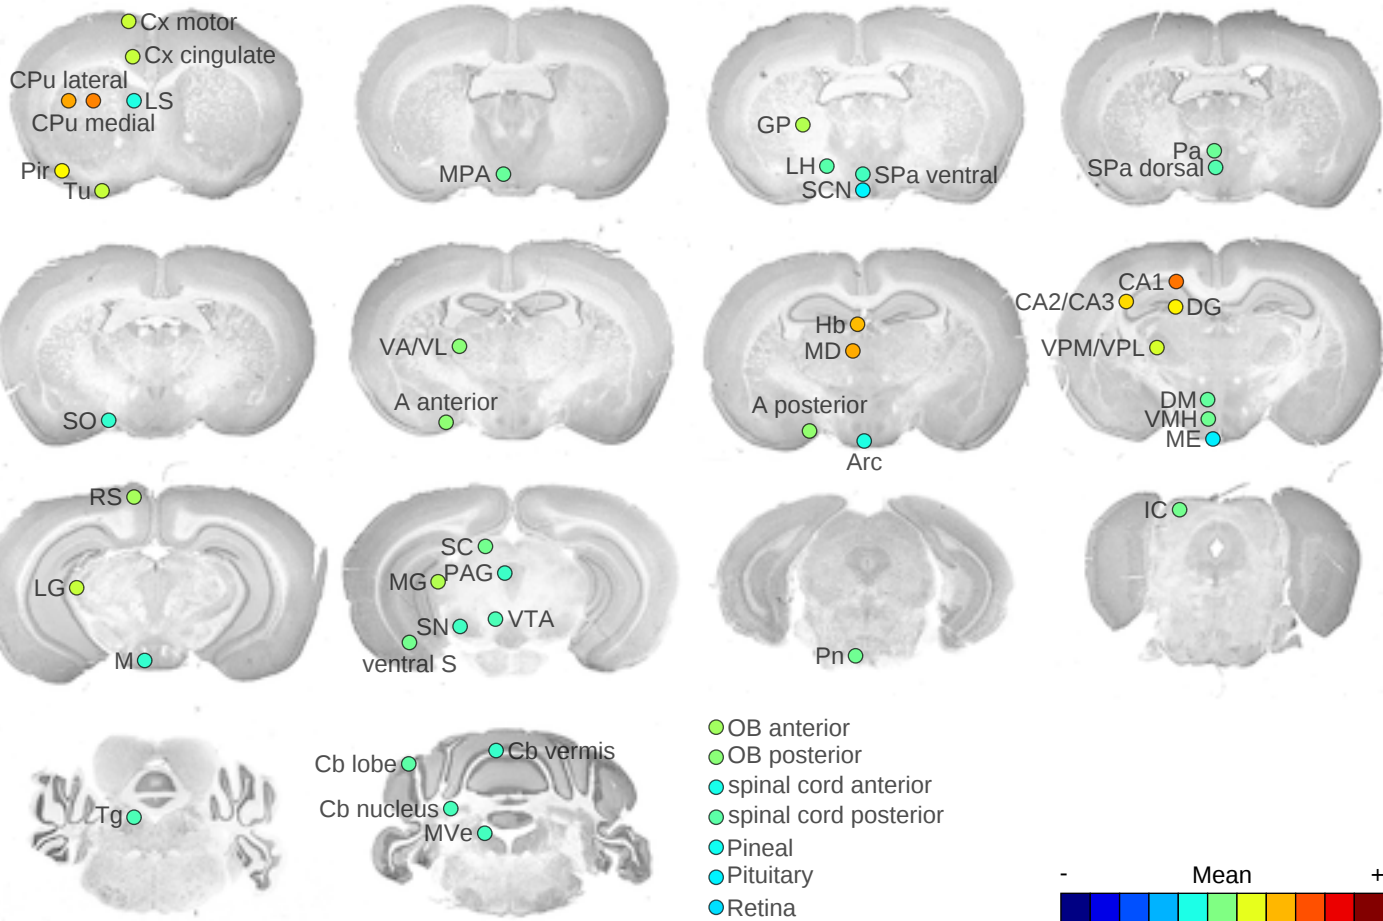 Cx motor
Cx cingulate
CPu lateral
LS
CPu medial
Pir
Tu
MPA
GP
LH
SPa ventral
SCN
Pa
SPa dorsal
SO
VA/VL
A anterior
Hb
MD
A posterior
Arc
CA1
CA2/CA3
DG
VPM/VPL
DM
VMH
ME
RS
LG
M
SC
PAG
MG
VTA
SN
ventral S
Pn
IC
Tg
Cb vermis
Cb lobe
Cb nucleus
MVe
OB anterior
OB posterior
spinal cord anterior
spinal cord posterior
Pineal
Pituitary
Retina
- Mean +